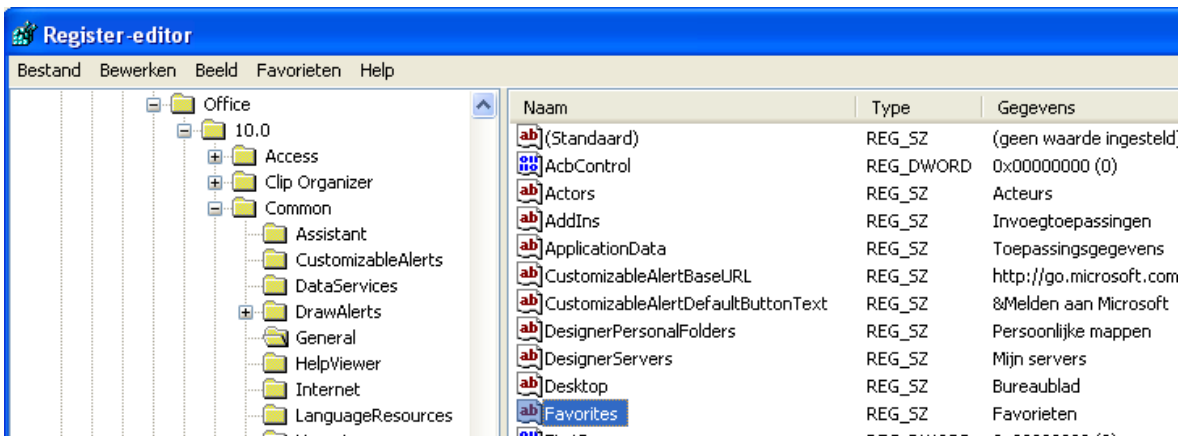 Register-editor
Bestand Bewerken Beeld Favorieten Help
Office
10.0
Access
Clip Organizer
Common
Assistant
CustomizableAlerts
DataServices
DrawAlerts
General
HelpViewer
Internet
LanguageResources
Naam Type Gegevens
(Standaard) REG_SZ (geen waarde ingesteld)
AcbControl REG_DWORD 0x00000000 (0)
Actors REG_SZ Acteurs
AddIns REG_SZ Invoegtoepassingen
ApplicationData REG_SZ Toepassingsgegevens
CustomizableAlertBaseURL REG_SZ http://go.microsoft.com
CustomizableAlertDefaultButtonText REG_SZ &Melden aan Microsoft
DesignerPersonalFolders REG_SZ Persoonlijke mappen
DesignerServers REG_SZ Mijn servers
Desktop REG_SZ Bureaublad
Favorites REG_SZ Favorieten